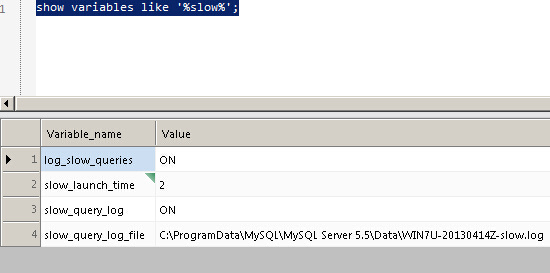 1 show variables like '%slow%';
Variable_name Value
1 log_slow_queries ON
2 slow_launch_time 2
3 slow_query_log ON
4 slow_query_log_file C:\ProgramData\MySQL\MySQL Server 5.5\Data\WIN7U-20130414Z-slow.log